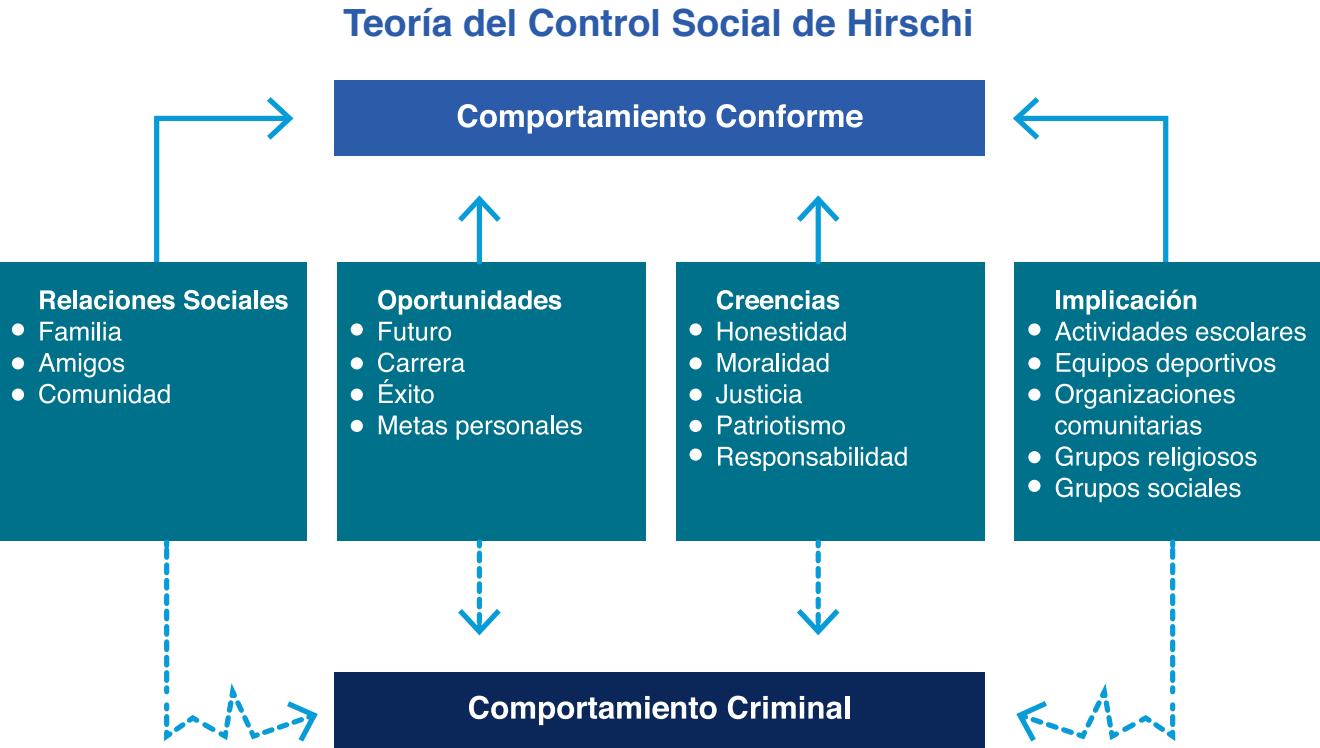 Teoría del Control Social de Hirschi
Comportamiento Conforme
Relaciones Sociales
Familia
Amigos
Comunidad
Oportunidades
Futuro
Carrera
Éxito
Metas personales
Creencias
Honestidad
Moralidad
Justicia
Patriotismo
Responsabilidad
Implicación
Actividades escolares
Equipos deportivos
Organizaciones
comunitarias
Grupos religiosos
Grupos sociales
Comportamiento Criminal